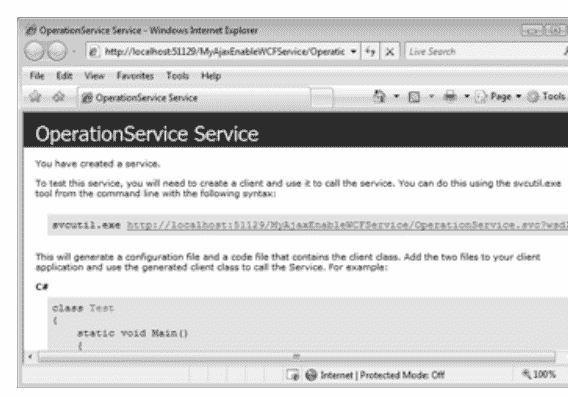 OperationService Service - Windows Internet Explorer
http://localhost:51129/MyAjaxEnableWCFService/Operatic
Live Search
File Edit View Favorites Tools Help
OperationService Service
Page Tools
OperationService Service
You have created a service.
To test this service, you will need to create a client and use it to call the service. You can do this using the svcutil.exe
tool from the command line with the following syntax:
svcutil.exe http://localhost:51129/MyAjaxEnableWCFService/OperationService.svc?wsdl
This will generate a configuration file and a code file that contains the client class. Add the two files to your client
application and use the generated client class to call the Service. For example:
C#
class Test
{
static void Main()
{
Internet | Protected Mode: Off 100%